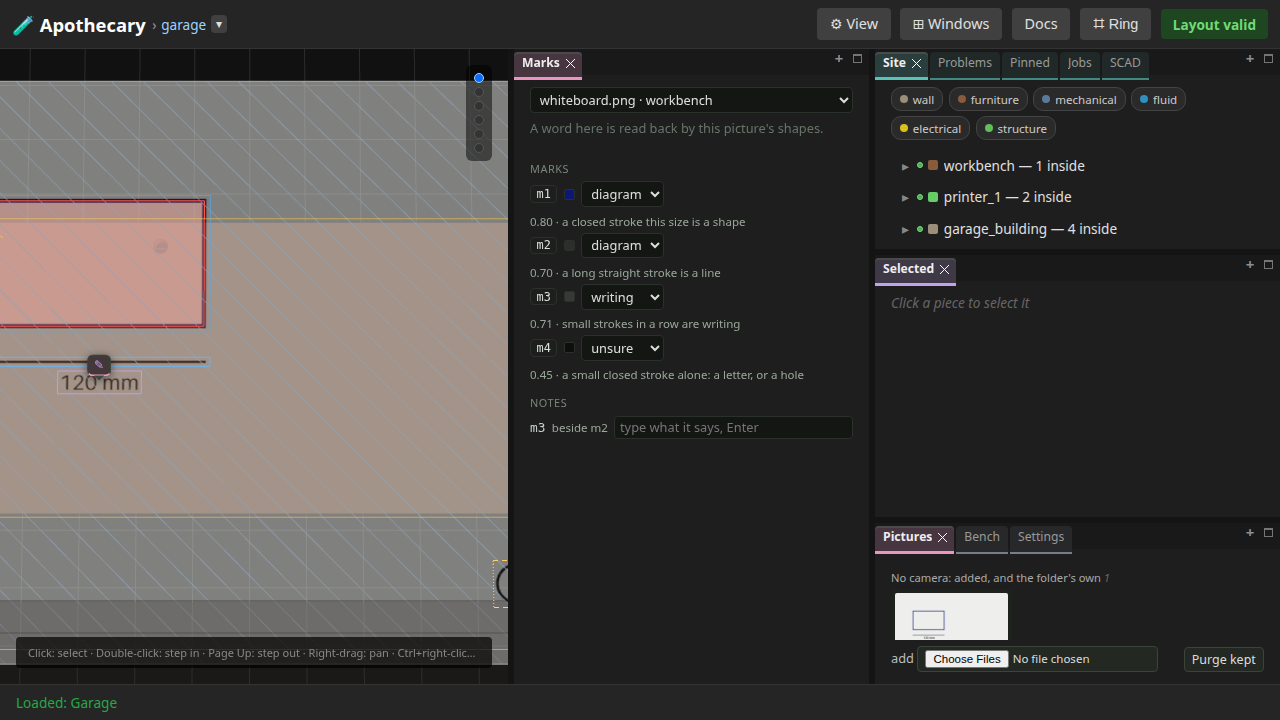 Apothecary › garage ▾
⚙ View
⊞ Windows
Docs
⌗ Ring
Layout valid
120 mm
Click: select · Double-click: step in · Page Up: step out · Right-drag: pan · Ctrl+right-clic…
Marks
whiteboard.png · workbench
A word here is read back by this picture's shapes.
MARKS
m1 diagram
0.80 · a closed stroke this size is a shape
m2 diagram
0.70 · a long straight stroke is a line
m3 writing
0.71 · small strokes in a row are writing
m4 unsure
0.45 · a small closed stroke alone: a letter, or a hole
NOTES
m3 beside m2 type what it says, Enter
Site Problems Pinned Jobs SCAD
wall furniture mechanical fluid
electrical structure
workbench — 1 inside
printer_1 — 2 inside
garage_building — 4 inside
Selected
Click a piece to select it
Pictures Bench Settings
No camera: added, and the folder's own 1
add Choose Files No file chosen Purge kept
Loaded: Garage